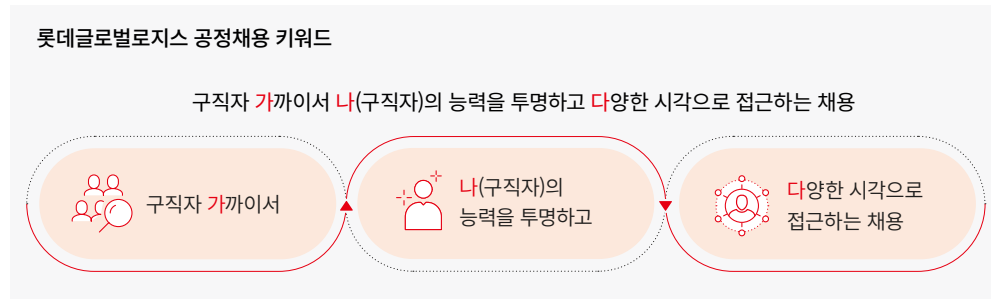 롯데글로벌로지스 공정채용 키워드
구직자 가까이서 나(구직자)의 능력을 투명하고 다양한 시각으로 접근하는 채용
구직자 가까이서
나(구직자)의
능력을 투명하고
다양한 시각으로
접근하는 채용